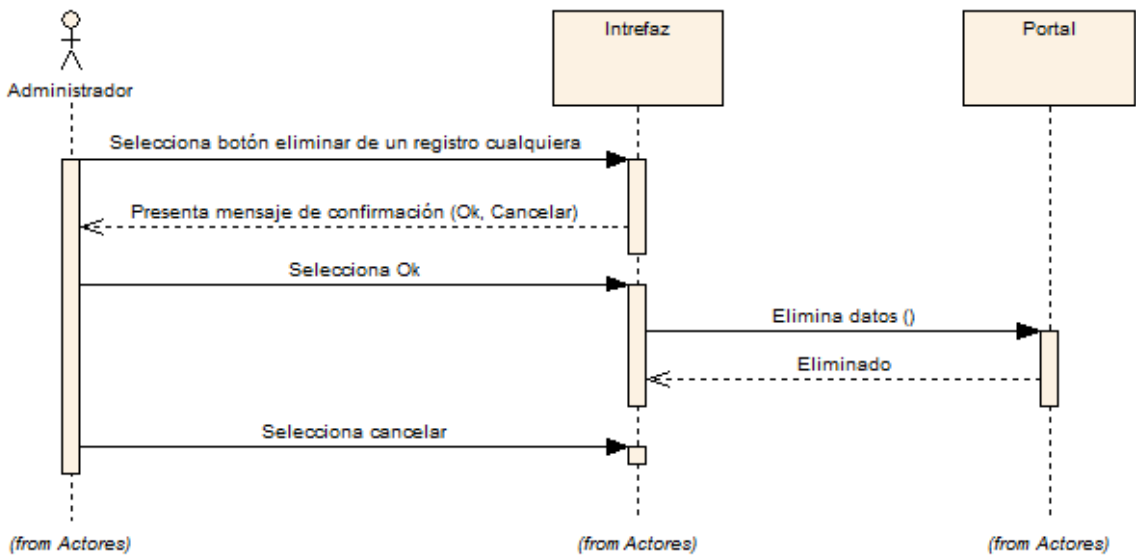 Administrador
Intrefaz
Portal
Selecciona botón eliminar de un registro cualquiera
Presenta mensaje de confirmación (Ok, Cancelar)
Selecciona Ok
Elimina datos ()
Eliminado
Selecciona cancelar
(from Actores)
(from Actores)
(from Actores)